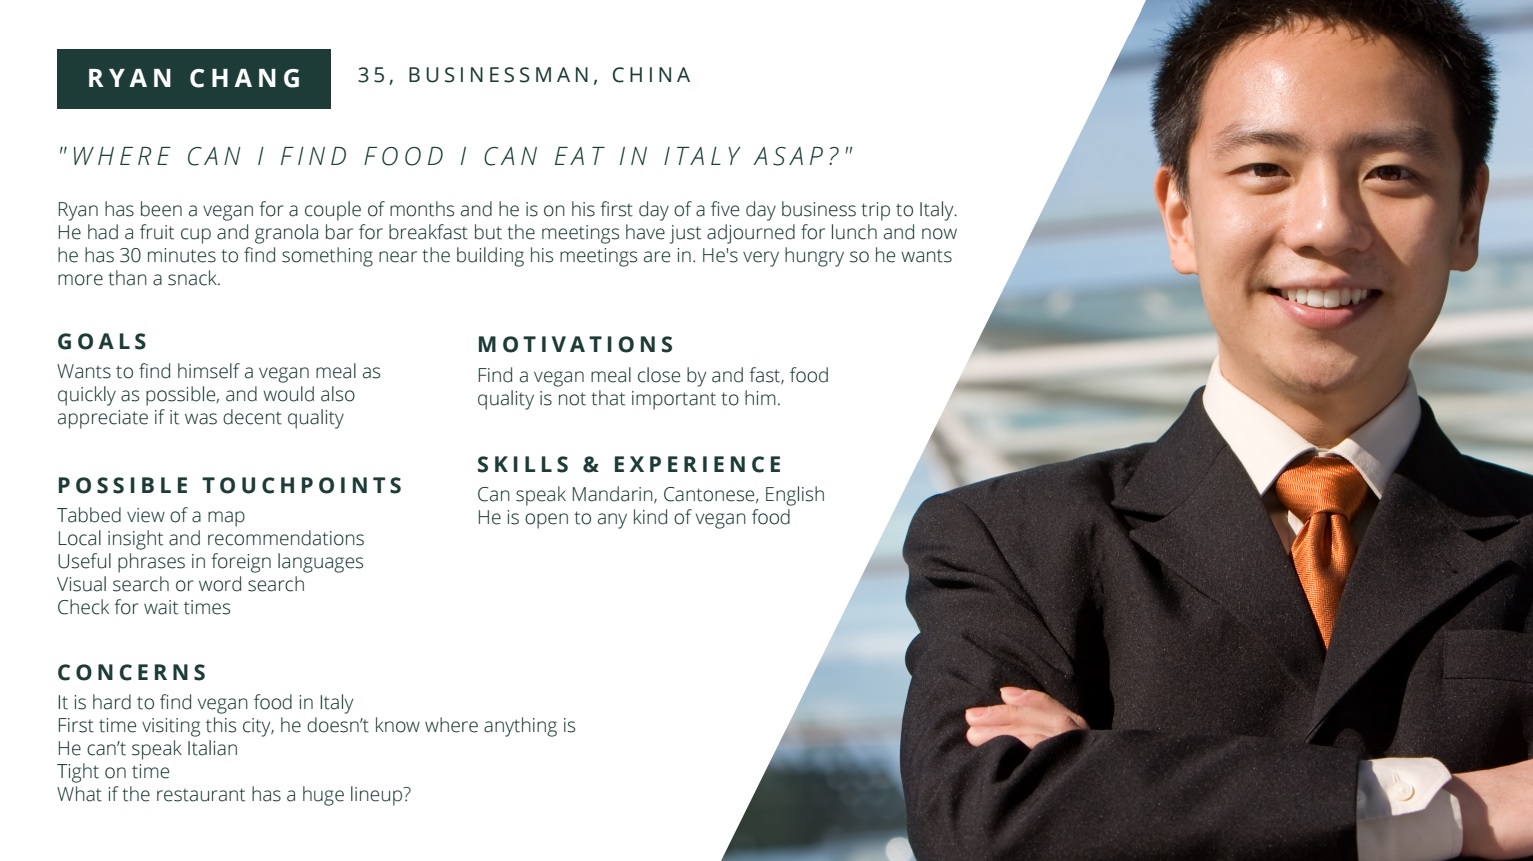 RYAN CHANG
35, BUSINESSMAN, CHINA
"WHERE CAN I FIND FOOD I CAN EAT IN ITALY ASAP?"
Ryan has been a vegan for a couple of months and he is on his first day of a five day business trip to Italy.
He had a fruit cup and granola bar for breakfast but the meetings have just adjourned for lunch and now
he has 30 minutes to find something near the building his meetings are in. He's very hungry so he wants
more than a snack.
GOALS
Wants to find himself a vegan meal as
quickly as possible, and would also
appreciate if it was decent quality
MOTIVATIONS
Find a vegan meal close by and fast, food
quality is not that important to him.
POSSIBLE TOUCHPOINTS
Tabbed view of a map
Local insight and recommendations
Useful phrases in foreign languages
Visual search or word search
Check for wait times
SKILLS & EXPERIENCE
Can speak Mandarin, Cantonese, English
He is open to any kind of vegan food
CONCERNS
It is hard to find vegan food in Italy
First time visiting this city, he doesn’t know where anything is
He can’t speak Italian
Tight on time
What if the restaurant has a huge lineup?